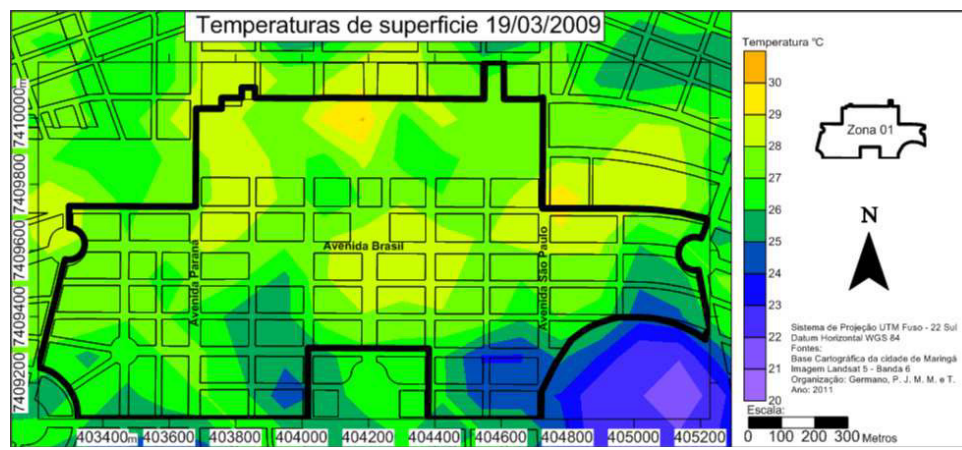 Temperaturas de superficie 19/03/2009
7410000m
7409800
7409600
7409400
7409200
Avenida Paraná
Avenida Brasil
Avenida São Paulo
403400m 403600 403800 404000 404200 404400 404600 404800 405000 405200
Temperatura °C
30
29
28
27
26
25
24
23
22
21
20
Zona 01
N
Sistema de Projeção UTM Fuso - 22 Sul
Datum Horizontal WGS 84
Fontes:
Base Cartográfica da cidade de Maringá
Imagem Landsat 5 - Banda 6
Organização: Germano, P. J. M. M. e T.
Ano: 2011
Escala:
0 100 200 300 Metros